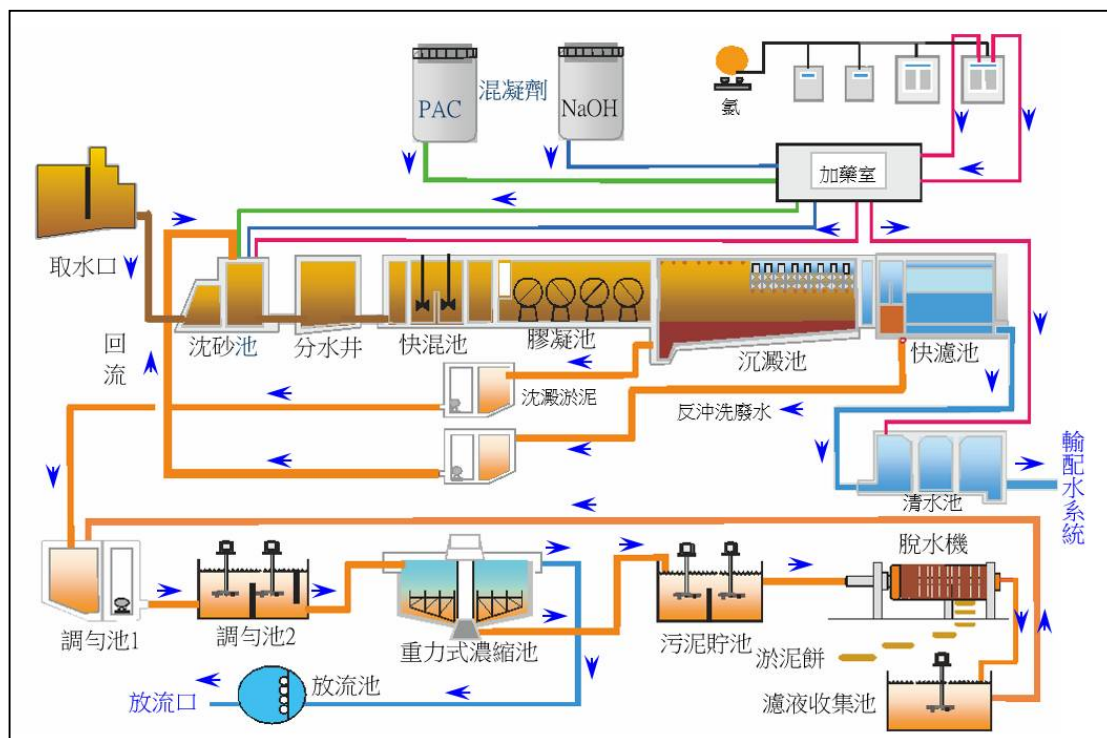 PAC
混凝劑
NaOH
氯
加藥室
取水口
回流
沈砂池
分水井
快混池
膠凝池
沉澱池
快濾池
沈澱淤泥
反沖洗廢水
清水池
輸配水系統
調勻池1
調勻池2
重力式濃縮池
污泥貯池
脫水機
淤泥餅
濾液收集池
放流池
放流口